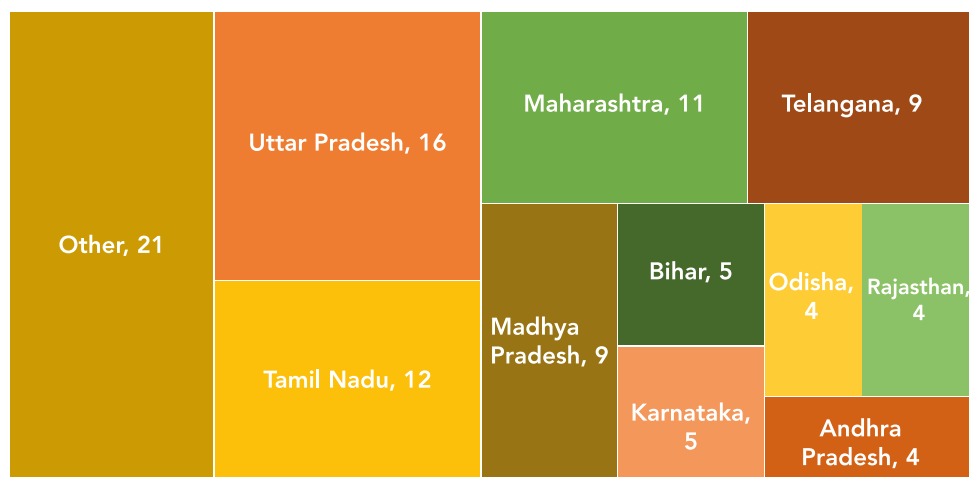 Other, 21
Uttar Pradesh, 16
Tamil Nadu, 12
Maharashtra, 11
Telangana, 9
Madhya
Pradesh, 9
Bihar, 5
Karnataka,
5
Odisha,
4
Rajasthan,
4
Andhra
Pradesh, 4